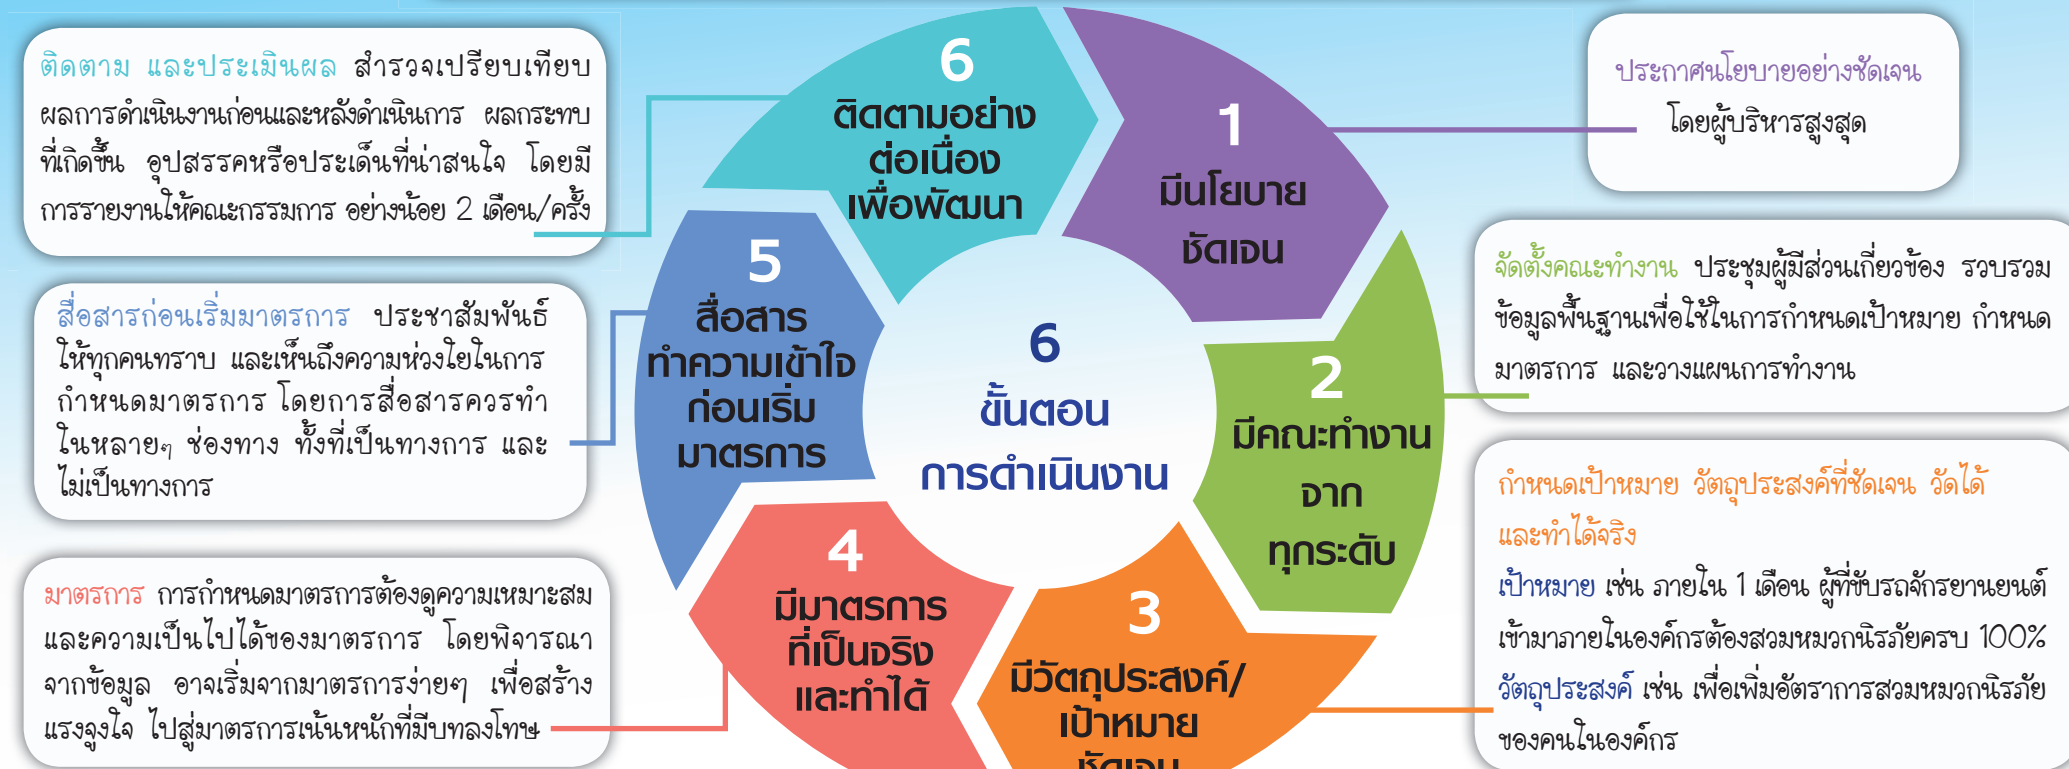 6
ขั้นตอน
การดำเนินงาน
1
มีนโยบาย
ชัดเจน
ประกาศนโยบายอย่างชัดเจน
โดยผู้บริหารสูงสุด
2
มีคณะทำงาน
จาก
ทุกระดับ
จัดตั้งคณะทำงาน ประชุมผู้มีส่วนเกี่ยวข้อง รวบรวม
ข้อมูลพื้นฐานเพื่อใช้ในการกำหนดเป้าหมาย กำหนด
มาตรการ และวางแผนการทำงาน
3
มีวัตถุประสงค์/
เป้าหมาย
ชัดเจน
กำหนดเป้าหมาย วัตถุประสงค์ที่ชัดเจน วัดได้
และทำได้จริง
เป้าหมาย เช่น ภายใน 1 เดือน ผู้ที่ขับรถจักรยานยนต์
เข้ามาภายในองค์กรต้องสวมหมวกนิรภัยครบ 100%
วัตถุประสงค์ เช่น เพื่อเพิ่มอัตราการสวมหมวกนิรภัย
ของคนในองค์กร
4
มีมาตรการ
ที่เป็นจริง
และทำได้
มาตรการ การกำหนดมาตรการต้องดูความเหมาะสม
และความเป็นไปได้ของมาตรการ โดยพิจารณา
จากข้อมูล อาจเริ่มจากมาตรการง่ายๆ เพื่อสร้าง
แรงจูงใจ ไปสู่มาตรการเน้นหนักที่มีบทลงโทษ
5
สื่อสาร
ทำความเข้าใจ
ก่อนเริ่ม
มาตรการ
สื่อสารก่อนเริ่มมาตรการ ประชาสัมพันธ์
ให้ทุกคนทราบ และเห็นถึงความห่วงใยในการ
กำหนดมาตรการ โดยการสื่อสารควรทำ
ในหลายๆ ช่องทาง ทั้งที่เป็นทางการ และ
ไม่เป็นทางการ
6
ติดตามอย่าง
ต่อเนื่อง
เพื่อพัฒนา
ติดตาม และประเมินผล สำรวจเปรียบเทียบ
ผลการดำเนินงานก่อนและหลังดำเนินการ ผลกระทบ
ที่เกิดขึ้น อุปสรรคหรือประเด็นที่น่าสนใจ โดยมี
การรายงานให้คณะกรรมการ อย่างน้อย 2 เดือน/ครั้ง